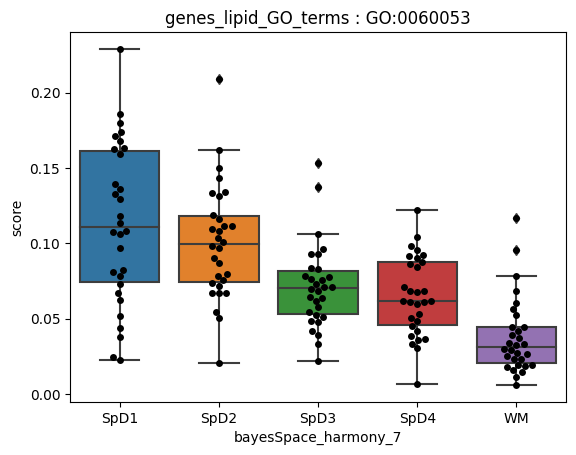 genes_lipid_GO_terms : GO:0060053
score
0.20
0.15
0.10
0.05
0.00
SpD1 SpD2 SpD3 SpD4 WM
bayesSpace_harmony_7